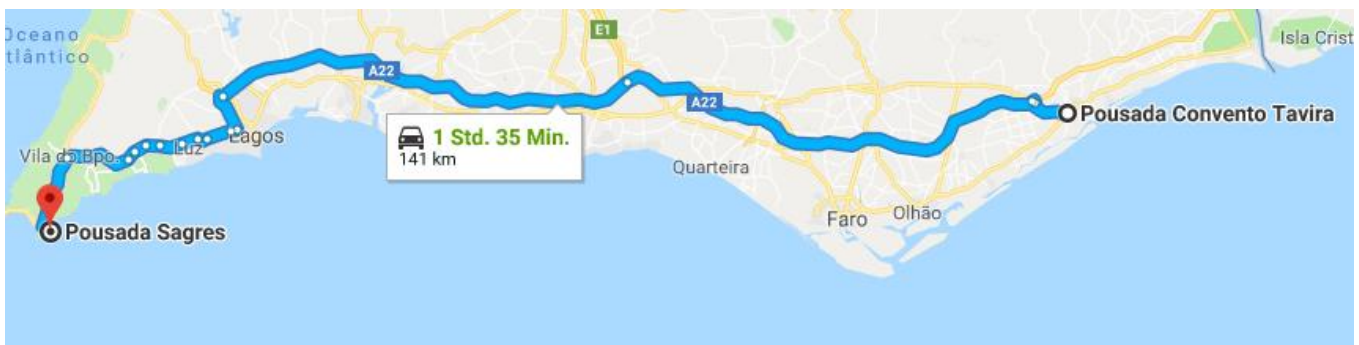 Oceano
tlântico
E1
Isla Crist
A22
A22
Pousada Convento Tavira
1 Std. 35 Min.
141 km
Lagos
Luz
Vila do Bpo.
Quarteira
Faro
Olhão
Pousada Sagres